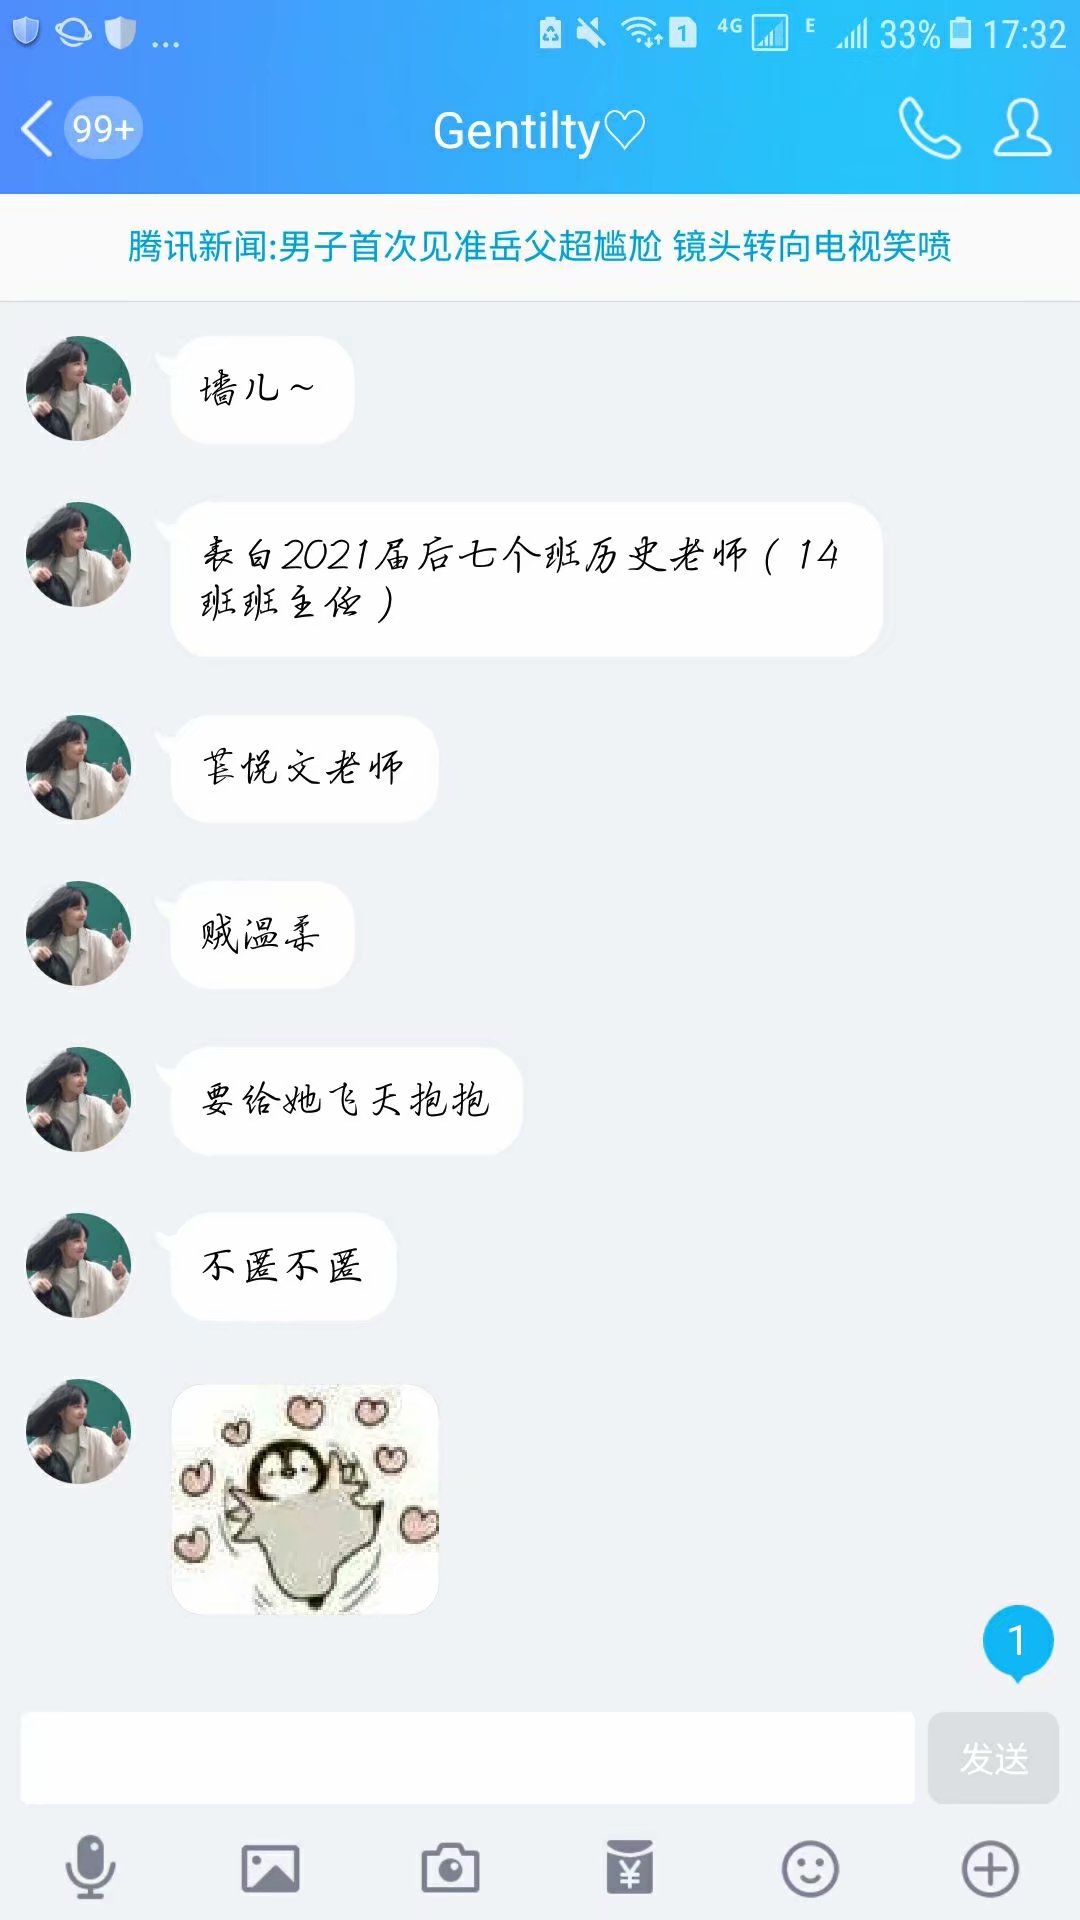 ... 4G E 33% 17:32
99+ Gentilty♡
腾讯新闻:男子首次见准岳父超尴尬 镜头转向电视笑喷
墙儿~
表白2021届后七个班历史老师（14
班班主任）
苌悦文老师
贼温柔
要给她飞天抱抱
不匿不匿
1
发送